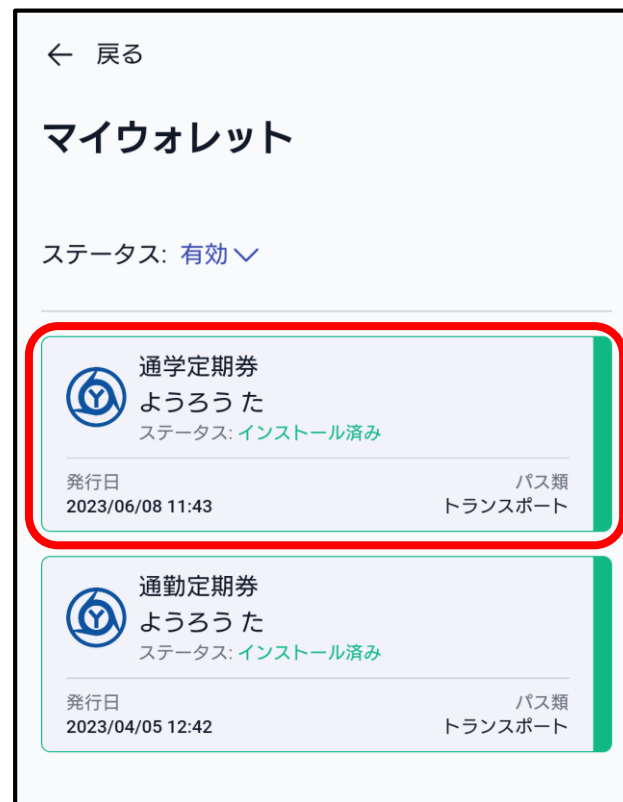 ← 戻る
マイウォレット
ステータス: 有効
通学定期券
ようろう た
ステータス: インストール済み
発行日 パス類
2023/06/08 11:43 トランスポート
通勤定期券
ようろう た
ステータス: インストール済み
発行日 パス類
2023/04/05 12:42 トランスポート